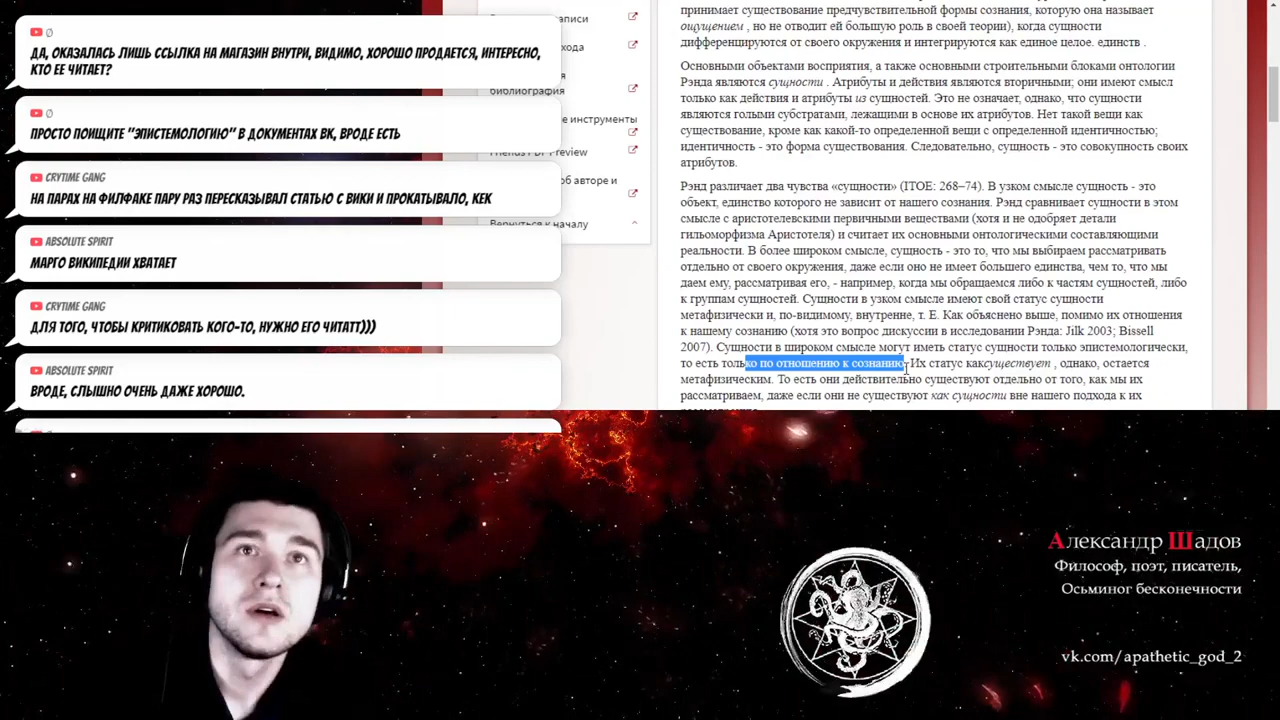 Ø
ДА, ОКАЗАЛАСЬ ЛИШЬ ССЫЛКА НА МАГАЗИН ВНУТРИ, ВИДИМО, ХОРОШО ПРОДАЕТСЯ, ИНТЕРЕСНО,
КТО ЕЕ ЧИТАЕТ?
Ø
ПРОСТО ПОИЩИТЕ "ЭПИСТЕМОЛОГИЮ" В ДОКУМЕНТАХ ВК, ВРОДЕ ЕСТЬ
CRYTIME GANG
НА ПАРАХ НА ФИЛФАКЕ ПАРУ РАЗ ПЕРЕСКАЗЫВАЛ СТАТЬЮ С ВИКИ И ПРОКАТЫВАЛО, КЕК
ABSOLUTE SPIRIT
МАРГО ВИКИПЕДИИ ХВАТАЕТ
CRYTIME GANG
ДЛЯ ТОГО, ЧТОБЫ КРИТИКОВАТЬ КОГО-ТО, НУЖНО ЕГО ЧИТАТТ)))
ABSOLUTE SPIRIT
ВРОДЕ, СЛЫШНО ОЧЕНЬ ДАЖЕ ХОРОШО.
библиография
е инструменты
PDF Preview
об авторе и
Вернуться к началу
принимает существование предчувствительной формы сознания, которую она называет
ощущением , но не отводит ей большую роль в своей теории), когда сущности
дифференцируются от своего окружения и интегрируются как единое целое. единств .
Основными объектами восприятия, а также основными строительными блоками онтологии
Рэнда являются сущности . Атрибуты и действия являются вторичными; они имеют смысл
только как действия и атрибуты из сущностей. Это не означает, однако, что сущности
являются голыми субстратами, лежащими в основе их атрибутов. Нет такой вещи как
существование, кроме как какой-то определенной вещи с определенной идентичностью;
идентичность - это форма существования. Следовательно, сущность - это совокупность своих
атрибутов.
Рэнд различает два чувства «сущности» (ITOE: 268–74). В узком смысле сущность - это
объект, единство которого не зависит от нашего сознания. Рэнд сравнивает сущности в этом
смысле с аристотелевскими первичными веществами (хотя и не одобряет детали
гильоморфизма Аристотеля) и считает их основными онтологическими составляющими
реальности. В более широком смысле, сущность - это то, что мы выбираем рассматривать
отдельно от своего окружения, даже если оно не имеет большего единства, чем то, что мы
даем ему, рассматривая его, - например, когда мы обращаемся либо к частям сущностей, либо
к группам сущностей. Сущности в узком смысле имеют свой статус сущности
метафизически и, по-видимому, внутренне, т. Е. Как объяснено выше, помимо их отношения
к нашему сознанию (хотя это вопрос дискуссии в исследовании Рэнда: Jilk 2003; Bissell
2007). Сущности в широком смысле могут иметь статус сущности только эпистемологически,
то есть только по отношению к сознанию. Их статус каксуществует , однако, остается
метафизическим. То есть они действительно существуют отдельно от того, как мы их
рассматриваем, даже если они не существуют как сущности вне нашего подхода к их
Александр Шадов
Философ, поэт, писатель,
Осьминог бесконечности
vk.com/apathetic_god_2